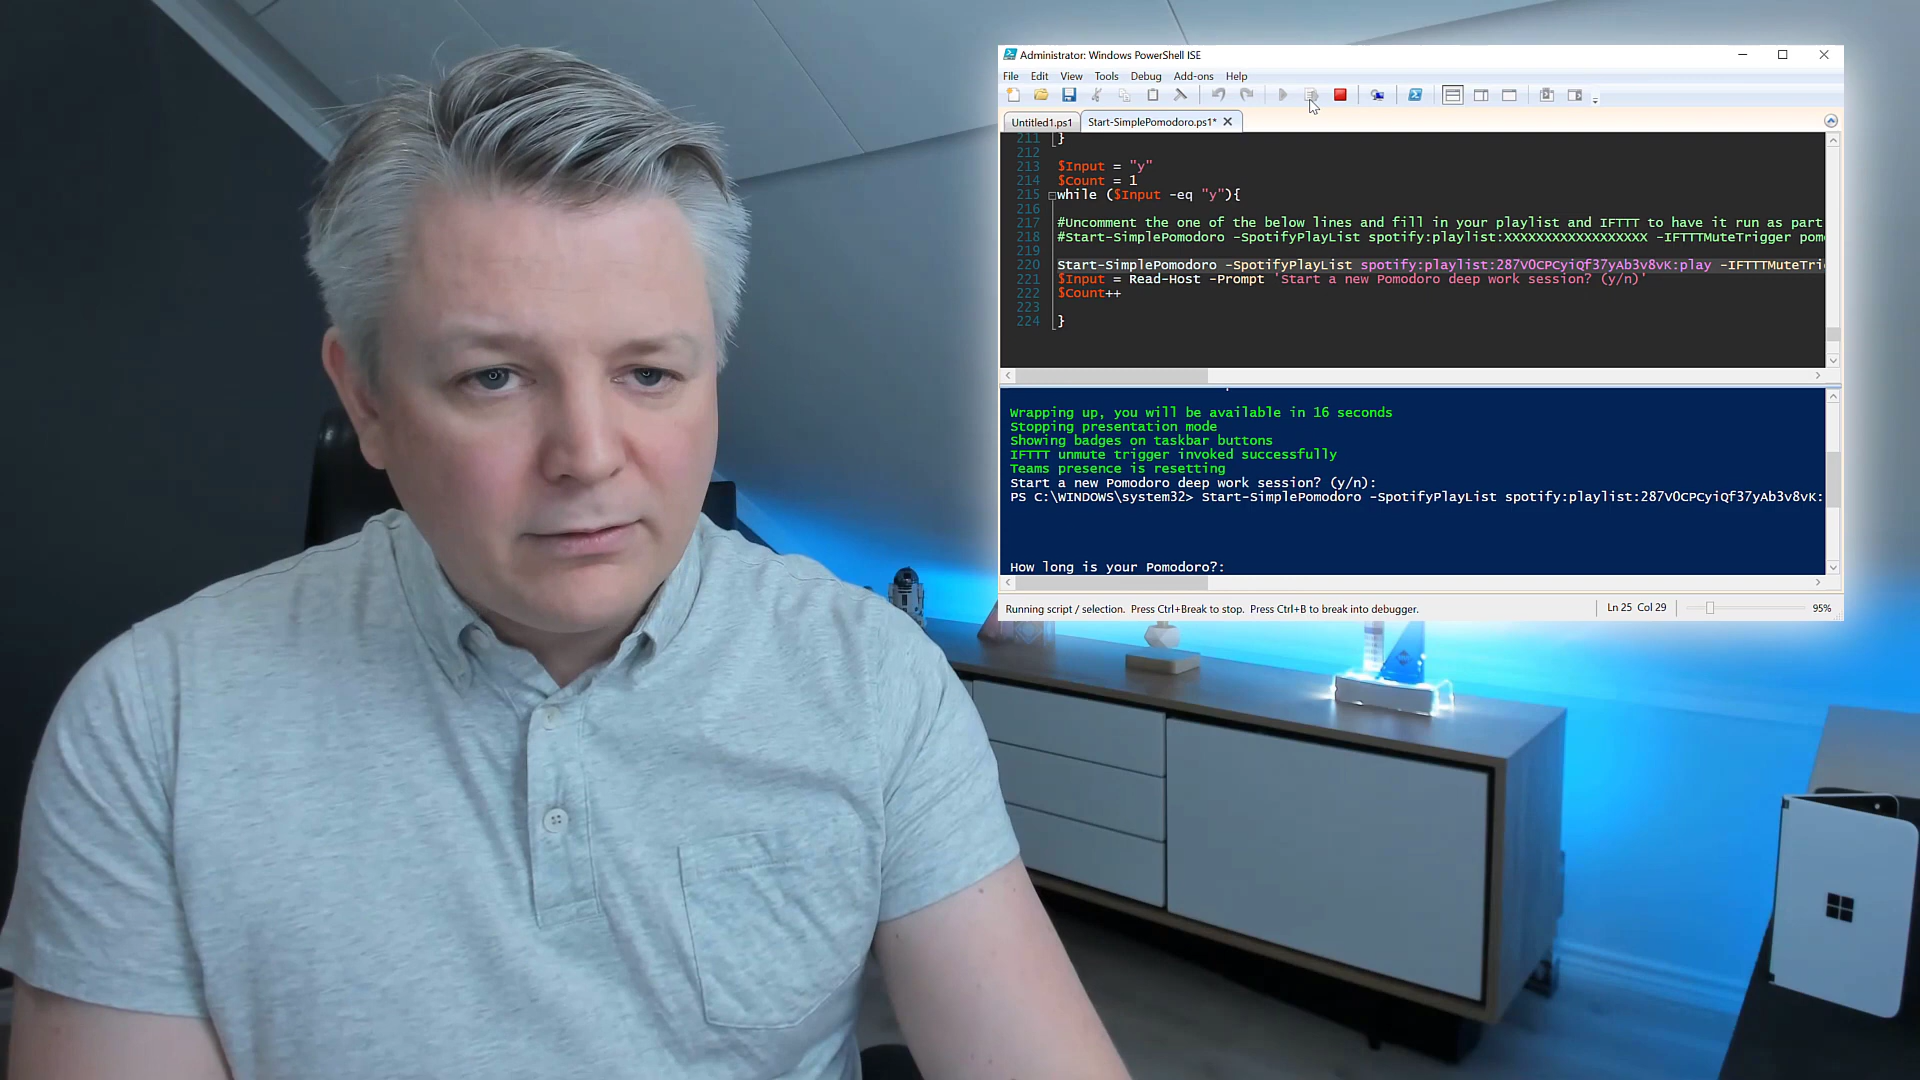 Administrator: Windows PowerShell ISE
File Edit View Tools Debug Add-ons Help
Untitled1.ps1 Start-SimplePomodoro.ps1*
211 }
212
213 $Input = "y"
214 $Count = 1
215 while ($Input -eq "y"){
216
217 #Uncomment the one of the below lines and fill in your playlist and IFTTT to have it run as part
218 #Start-SimplePomodoro -SpotifyPlayList spotify:playlist:XXXXXXXXXXXXXXXXXX -IFTTTMuteTrigger pom
219
220 Start-SimplePomodoro -SpotifyPlayList spotify:playlist:287V0CPCyiQf37yAb3v8vK:play -IFTTTMuteTri
221 $Input = Read-Host -Prompt 'Start a new Pomodoro deep work session? (y/n)'
222 $Count++
223
224 }
Wrapping up, you will be available in 16 seconds
Stopping presentation mode
Showing badges on taskbar buttons
IFTTT unmute trigger invoked successfully
Teams presence is resetting
Start a new Pomodoro deep work session? (y/n):
PS C:\WINDOWS\system32> Start-SimplePomodoro -SpotifyPlayList spotify:playlist:287V0CPCyiQf37yAb3v8vK:
How long is your Pomodoro?:
Running script / selection. Press Ctrl+Break to stop. Press Ctrl+B to break into debugger. Ln 25 Col 29 95%